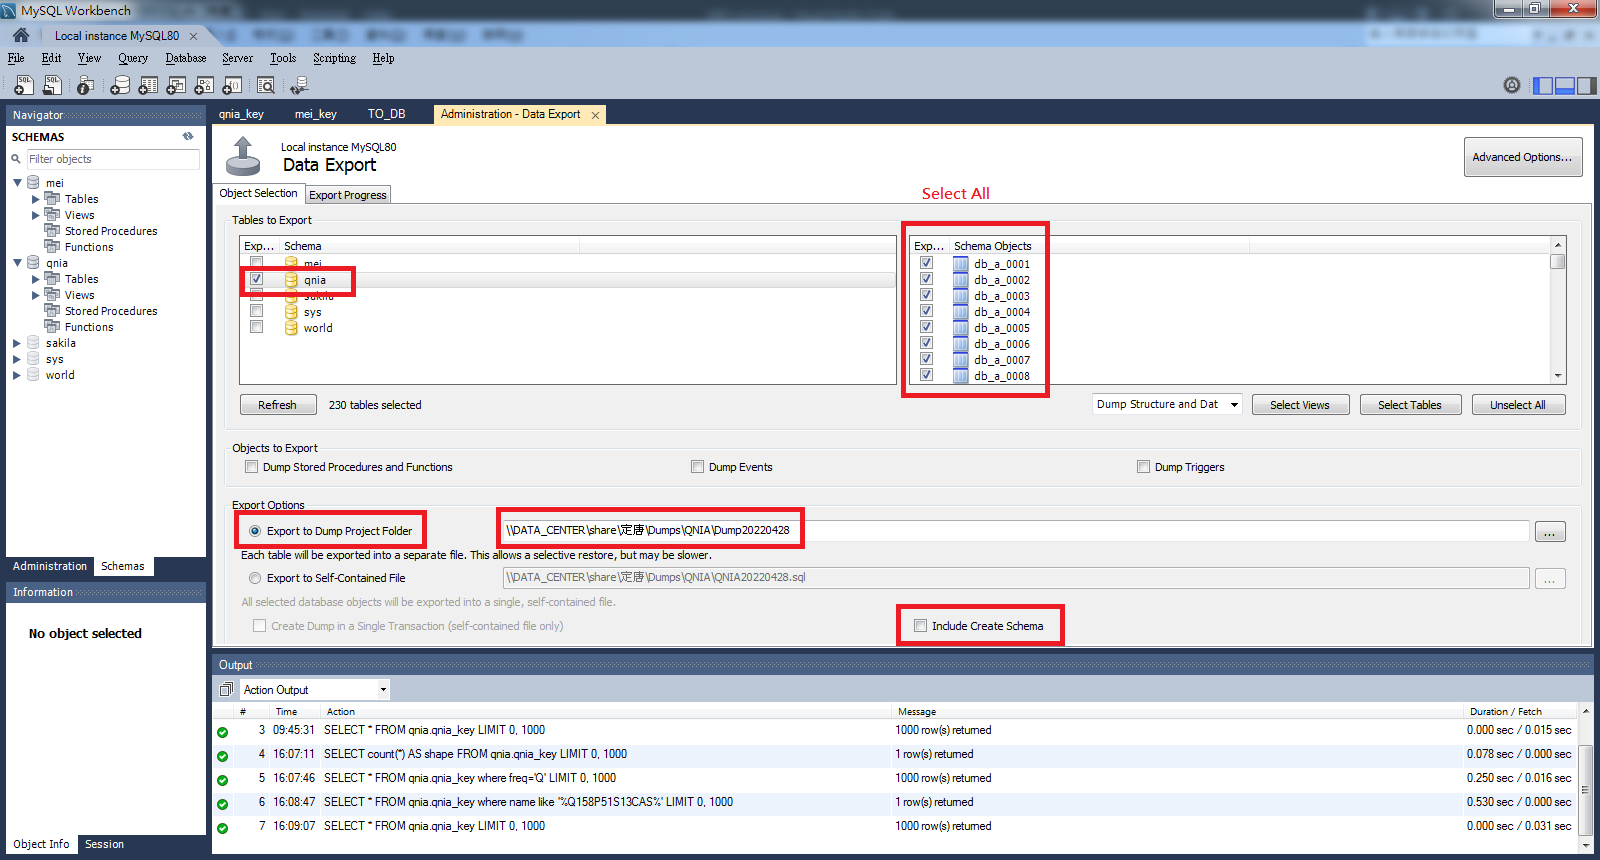 MySQL Workbench
Local instance MySQL80
File Edit View Query Database Server Tools Scripting Help
Navigator
SCHEMAS
Filter objects
mei
Tables
Views
Stored Procedures
Functions
qnia
Tables
Views
Stored Procedures
Functions
sakila
sys
world
Administration Schemas
Information
No object selected
Object Info Session
qnia_key mei_key TO_DB Administration - Data Export
Local instance MySQL80
Data Export
Advanced Options...
Object Selection Export Progress
Select All
Tables to Export
Exp... Schema
mei
qnia
sakila
sys
world
Exp... Schema Objects
db_a_0001
db_a_0002
db_a_0003
db_a_0004
db_a_0005
db_a_0006
db_a_0007
db_a_0008
Refresh 230 tables selected Dump Structure and Dat Select Views Select Tables Unselect All
Objects to Export
Dump Stored Procedures and Functions Dump Events Dump Triggers
Export Options
Export to Dump Project Folder \\DATA_CENTER\share\定唐\Dumps\QNIA\Dump20220428 ...
Each table will be exported into a separate file. This allows a selective restore, but may be slower.
Export to Self-Contained File \\DATA_CENTER\share\定唐\Dumps\QNIA\QNIA20220428.sql ...
All selected database objects will be exported into a single, self-contained file.
Create Dump in a Single Transaction (self-contained file only) Include Create Schema
Output
Action Output
# Time Action Message Duration / Fetch
3 09:45:31 SELECT * FROM qnia.qnia_key LIMIT 0, 1000 1000 row(s) returned 0.000 sec / 0.015 sec
4 16:07:11 SELECT count(*) AS shape FROM qnia.qnia_key LIMIT 0, 1000 1 row(s) returned 0.078 sec / 0.000 sec
5 16:07:46 SELECT * FROM qnia.qnia_key where freq='Q' LIMIT 0, 1000 1000 row(s) returned 0.250 sec / 0.016 sec
6 16:08:47 SELECT * FROM qnia.qnia_key where name like '%Q158P51S13CAS%' LIMIT 0, 1000 1 row(s) returned 0.530 sec / 0.000 sec
7 16:09:07 SELECT * FROM qnia.qnia_key LIMIT 0, 1000 1000 row(s) returned 0.000 sec / 0.031 sec